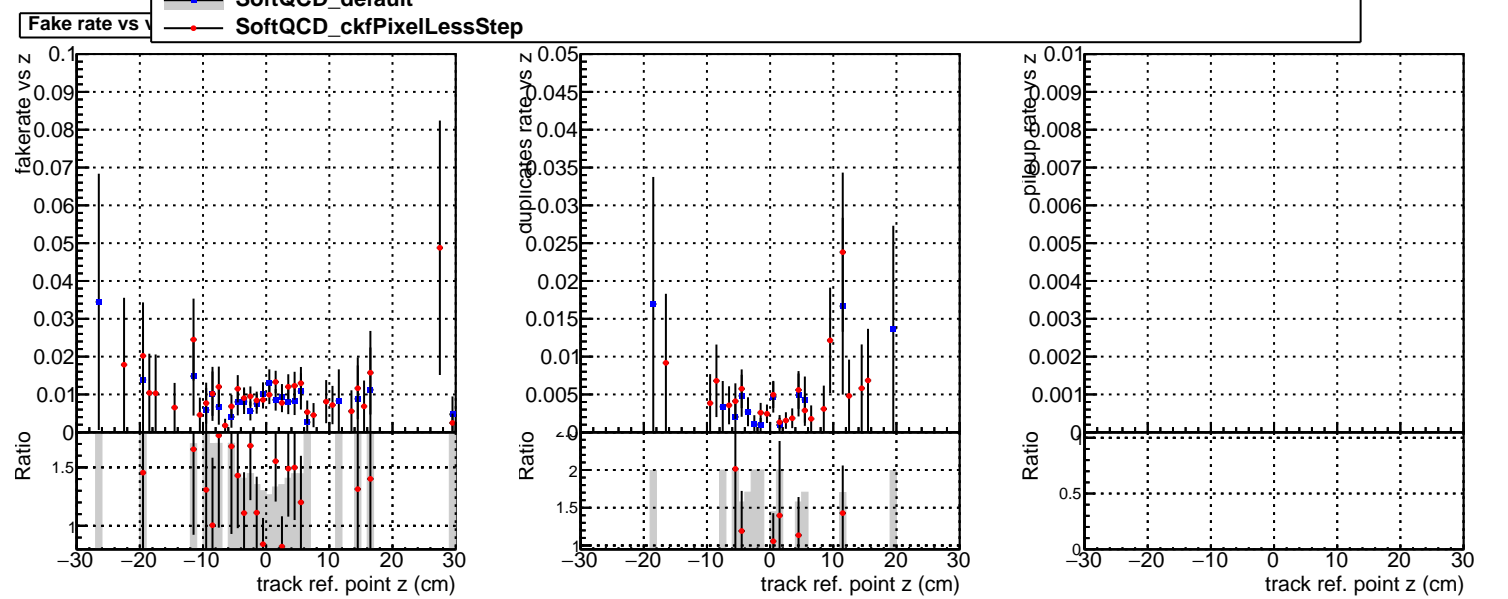 SoftQCD_default
Fake rate vs v
SoftQCD_ckfPixelLessStep
fakerate vs z
0.1
0.09
0.08
0.07
0.06
0.05
0.04
0.03
0.02
0.01
0
Ratio
1.5
1
−30 −20 −10 0 10 20 30
track ref. point z (cm)
duplicates rate vs z
0.05
0.045
0.04
0.035
0.03
0.025
0.02
0.015
0.01
0.005
0
Ratio
2
1.5
1
−30 −20 −10 0 10 20 30
track ref. point z (cm)
pileup rate vs z
0.01
0.009
0.008
0.007
0.006
0.005
0.004
0.003
0.002
0.001
0
Ratio
1
0.5
0
−30 −20 −10 0 10 20 30
track ref. point z (cm)